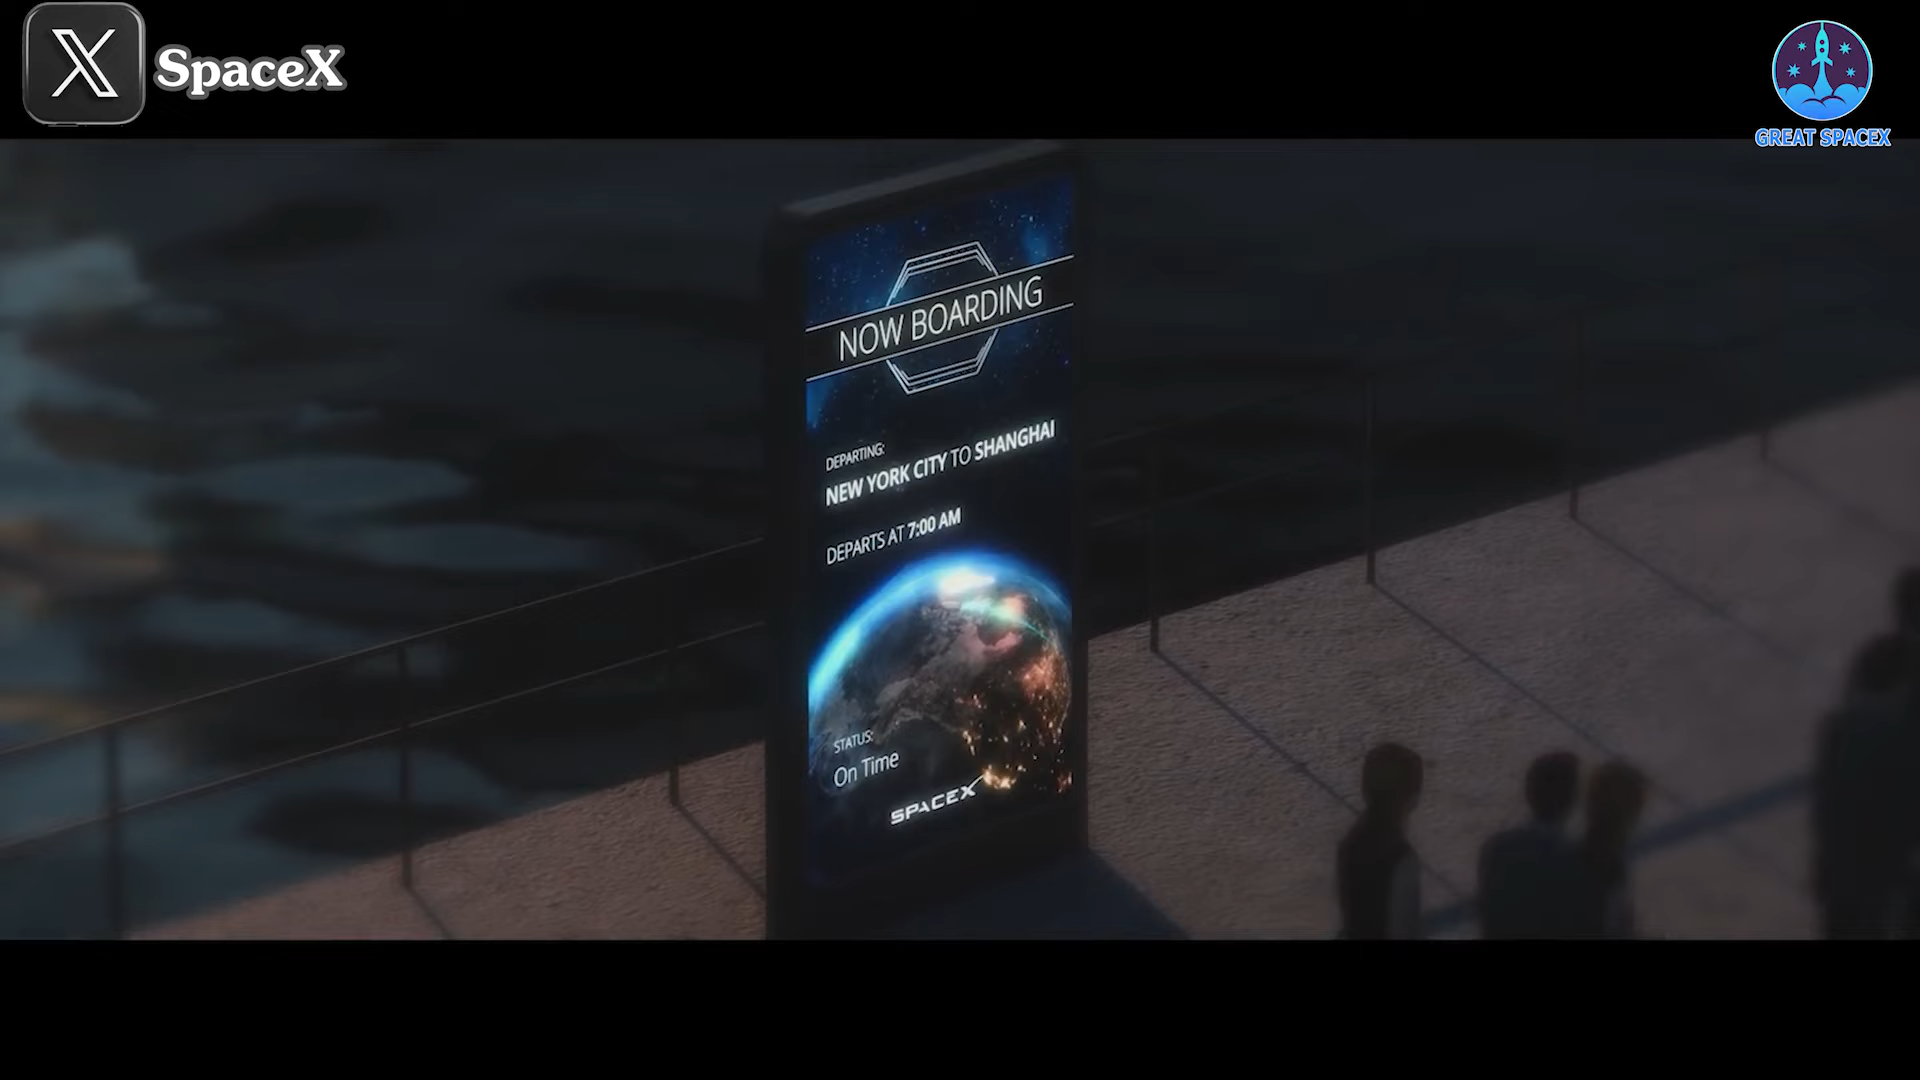 X SpaceX
GREAT SPACEX
NOW BOARDING
DEPARTING:
NEW YORK CITY TO SHANGHAI
DEPARTS AT 7:00 AM
STATUS:
On Time
SPACEX